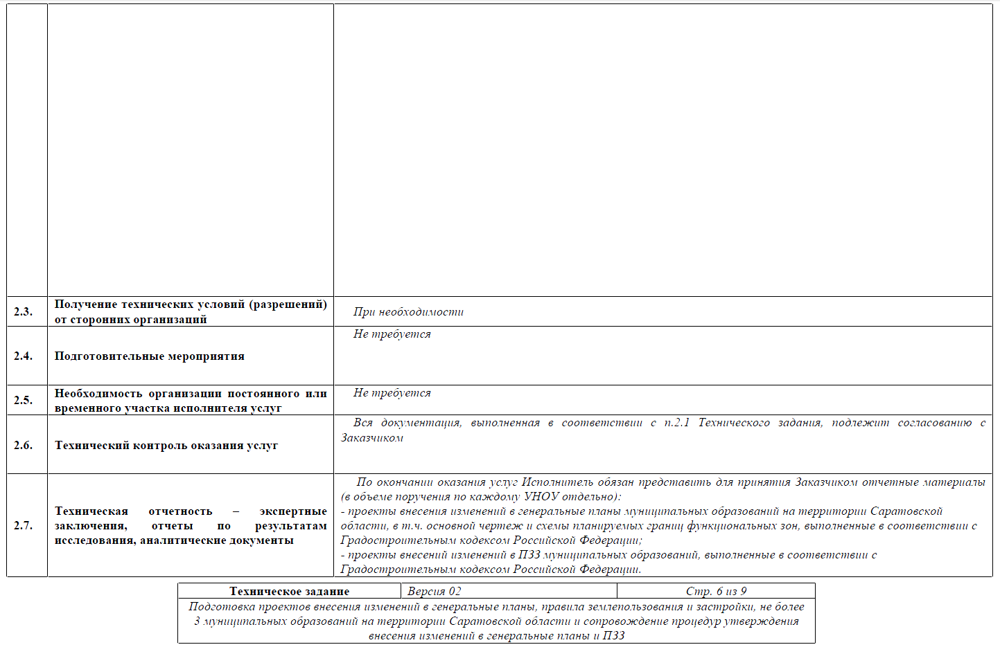 2.3.
Получение технических условий (разрешений)
от сторонних организаций
При необходимости
2.4.
Подготовительные мероприятия
Не требуется
2.5.
Необходимость организации постоянного или
временного участка исполнителя услуг
Не требуется
2.6.
Технический контроль оказания услуг
Вся документация, выполненная в соответствии с п.2.1 Технического задания, подлежит согласованию с
Заказчиком
2.7.
Техническая отчетность – экспертные
заключения, отчеты по результатам
исследования, аналитические документы
По окончании оказания услуг Исполнитель обязан представить для принятия Заказчиком отчетные материалы
(в объеме поручения по каждому УНОУ отдельно):
- проекты внесения изменений в генеральные планы муниципальных образований на территории Саратовской
области, в т.ч. основной чертеж и схемы планируемых границ функциональных зон, выполненные в соответствии с
Градостроительным кодексом Российской Федерации;
- проекты внесений изменений в ПЗЗ муниципальных образований, выполненные в соответствии с
Градостроительным кодексом Российской Федерации.
Техническое задание
Версия 02
Стр. 6 из 9
Подготовка проектов внесения изменений в генеральные планы, правила землепользования и застройки, не более
3 муниципальных образований на территории Саратовской области и сопровождение процедур утверждения
внесения изменений в генеральные планы и ПЗЗ